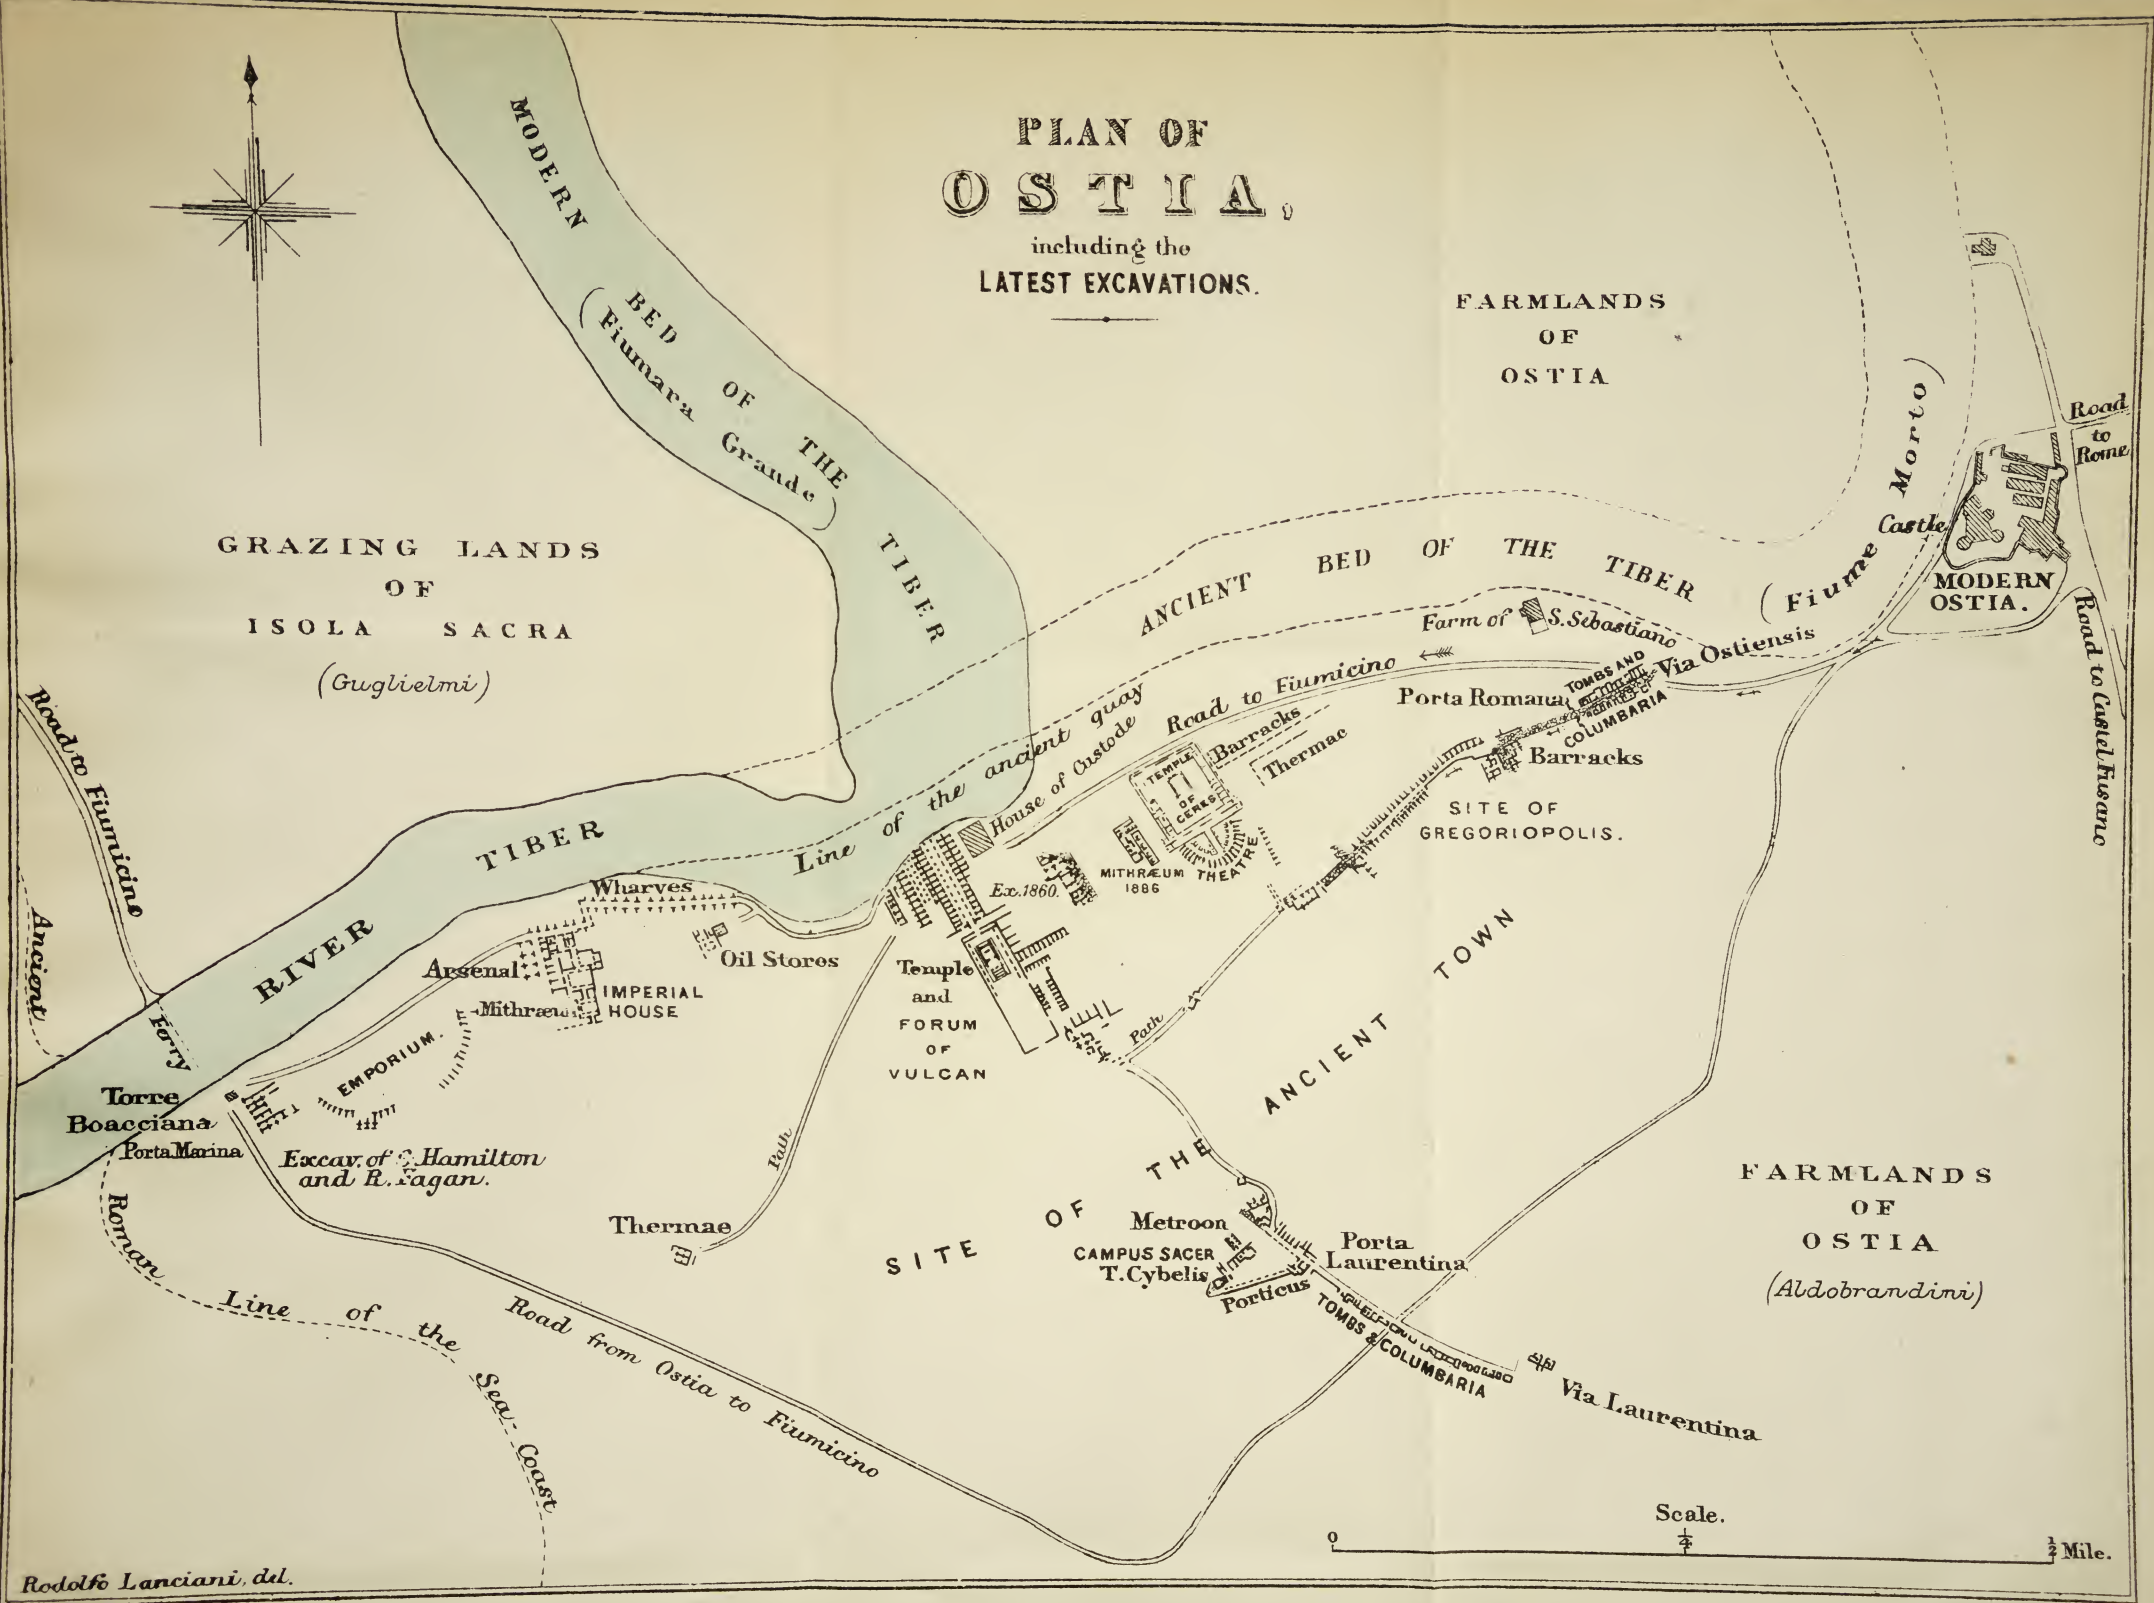 PLAN OF
OSTIA,
including the
LATEST EXCAVATIONS.
MODERN BED OF THE TIBER
(Fiumara Grande)
FARMLANDS
OF
OSTIA
GRAZING LANDS
OF
ISOLA SACRA
(Guglielmi)
ANCIENT BED OF THE TIBER (Fiume Morto)
Road
to
Rome
Castle
MODERN
OSTIA.
Road to Castel Fusano
Farm of S. Sebastiano
Via Ostiensis
Road to Fiumicino
Porta Romana
TOMBS AND
COLUMBARIA
Barracks
SITE OF
GREGORIOPOLIS.
Barracks
Thermae
TEMPLE
OF
CERES
THEATRE
MITHRÆUM
1886
Ex. 1860.
House of Custode
Line of the ancient quay
Road to Fiumicino
Ancient
RIVER TIBER
Ferry
Wharves
Oil Stores
Arsenal
Mithræum
IMPERIAL
HOUSE
EMPORIUM.
Temple
and
FORUM
OF
VULCAN
Path
Path
Torre
Boacciana
Porta Marina
Excav. of G. Hamilton
and R. Fagan.
Thermae
SITE OF THE ANCIENT TOWN
Roman Line of the Sea-Coast
Road from Ostia to Fiumicino
Metroon
CAMPUS SACER
T. Cybelis
Porticus
Porta
Laurentina
TOMBS & COLUMBARIA
Via Laurentina
FARMLANDS
OF
OSTIA
(Aldobrandini)
Scale.
0 1/4 1/2 Mile.
Rodolfo Lanciani, del.